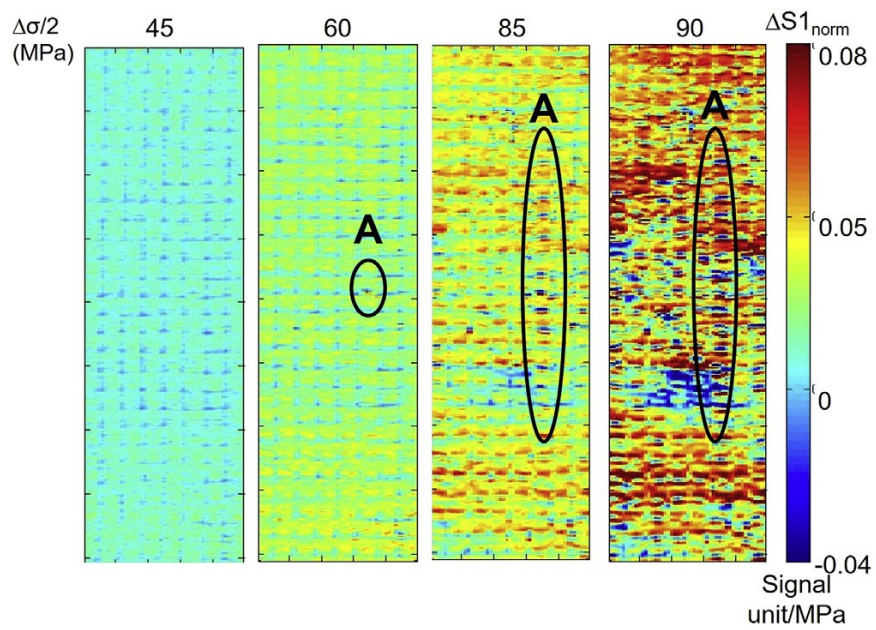 Δσ/2 45 60 85 90 ΔS1norm
(MPa)
0.08
A A
0.05
A
0
-0.04
Signal
unit/MPa